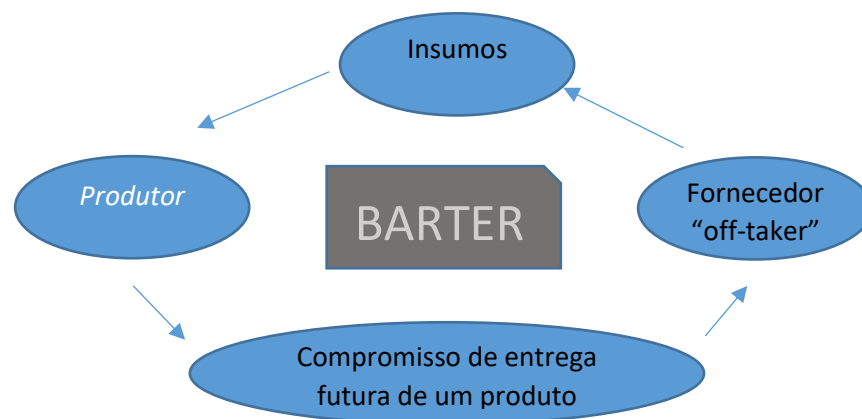 Insumos
Produtor
BARTER
Fornecedor
“off-taker”
Compromisso de entrega
futura de um produto